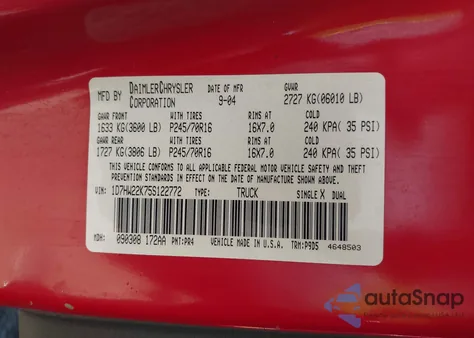 MFD BY DAIMLERCHRYSLER CORPORATION DATE OF MFR 9-04 GVWR 2727 KG(06010 LB)
GAWR FRONT WITH TIRES RIMS AT COLD
1633 KG(3600 LB) P245/70R16 16X7.0 240 KPA( 35 PSI)
GAWR REAR WITH TIRES RIMS AT COLD
1727 KG(3806 LB) P245/70R16 16X7.0 240 KPA( 35 PSI)
THIS VEHICLE CONFORMS TO ALL APPLICABLE FEDERAL MOTOR VEHICLE SAFETY, BUMPER, AND THEFT PREVENTION
STANDARDS IN EFFECT ON THE DATE OF MANUFACTURE SHOWN ABOVE.
VIN: 1D7HW22K75S122772 TYPE: TRUCK SINGLE X DUAL
MDH: 090308 172AA PNT:PR4 VEHICLE MADE IN U.S.A. TRM:P9D5 4648503
autoSnap